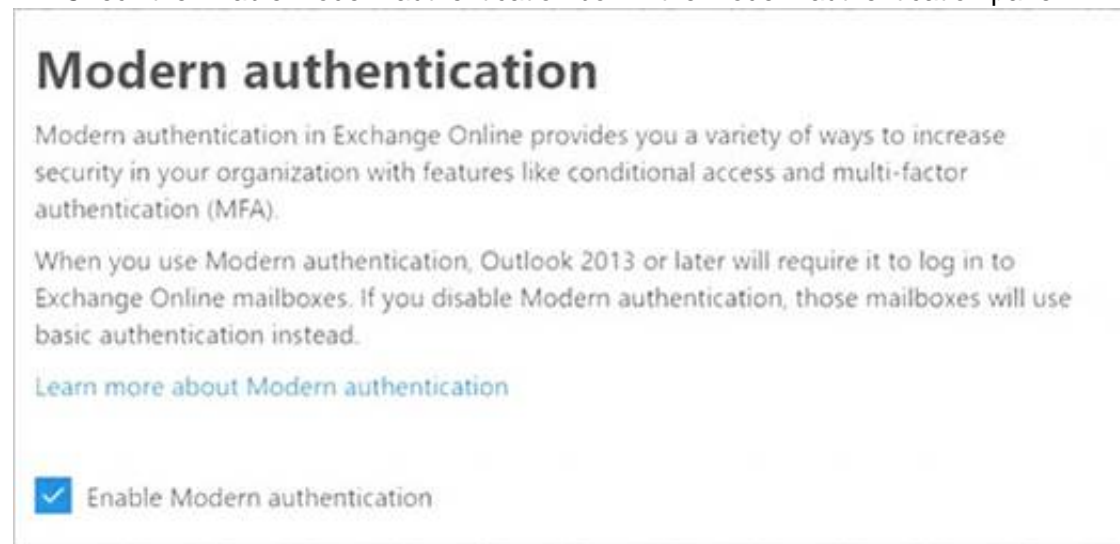 Modern authentication
Modern authentication in Exchange Online provides you a variety of ways to increase
security in your organization with features like conditional access and multi-factor
authentication (MFA).
When you use Modern authentication, Outlook 2013 or later will require it to log in to
Exchange Online mailboxes. If you disable Modern authentication, those mailboxes will use
basic authentication instead.
Learn more about Modern authentication
Enable Modern authentication